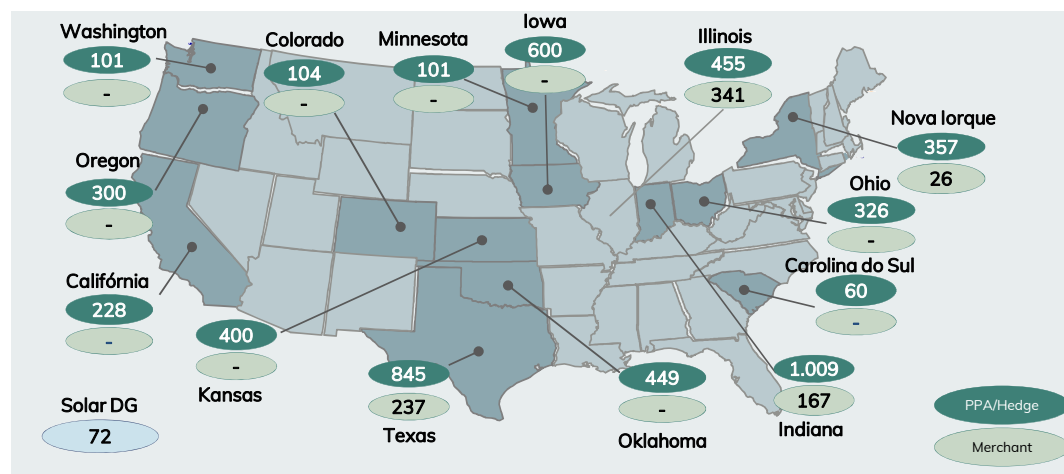 Washington
101
-
Colorado
104
-
Minnesota
101
-
Iowa
600
-
Illinois
455
341
Nova Iorque
357
26
Oregon
300
-
Ohio
326
-
Califórnia
228
-
Carolina do Sul
60
-
400
-
Kansas
845
237
Texas
449
-
Oklahoma
1.009
167
Indiana
Solar DG
72
PPA/Hedge
Merchant